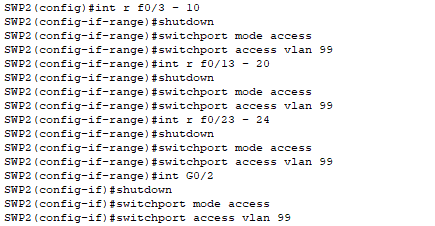 SWP2(config)#int r f0/3 - 10
SWP2(config-if-range)#shutdown
SWP2(config-if-range)#switchport mode access
SWP2(config-if-range)#switchport access vlan 99
SWP2(config-if-range)#int r f0/13 - 20
SWP2(config-if-range)#shutdown
SWP2(config-if-range)#switchport mode access
SWP2(config-if-range)#switchport access vlan 99
SWP2(config-if-range)#int r f0/23 - 24
SWP2(config-if-range)#shutdown
SWP2(config-if-range)#switchport mode access
SWP2(config-if-range)#switchport access vlan 99
SWP2(config-if-range)#int G0/2
SWP2(config-if)#shutdown
SWP2(config-if)#switchport mode access
SWP2(config-if)#switchport access vlan 99